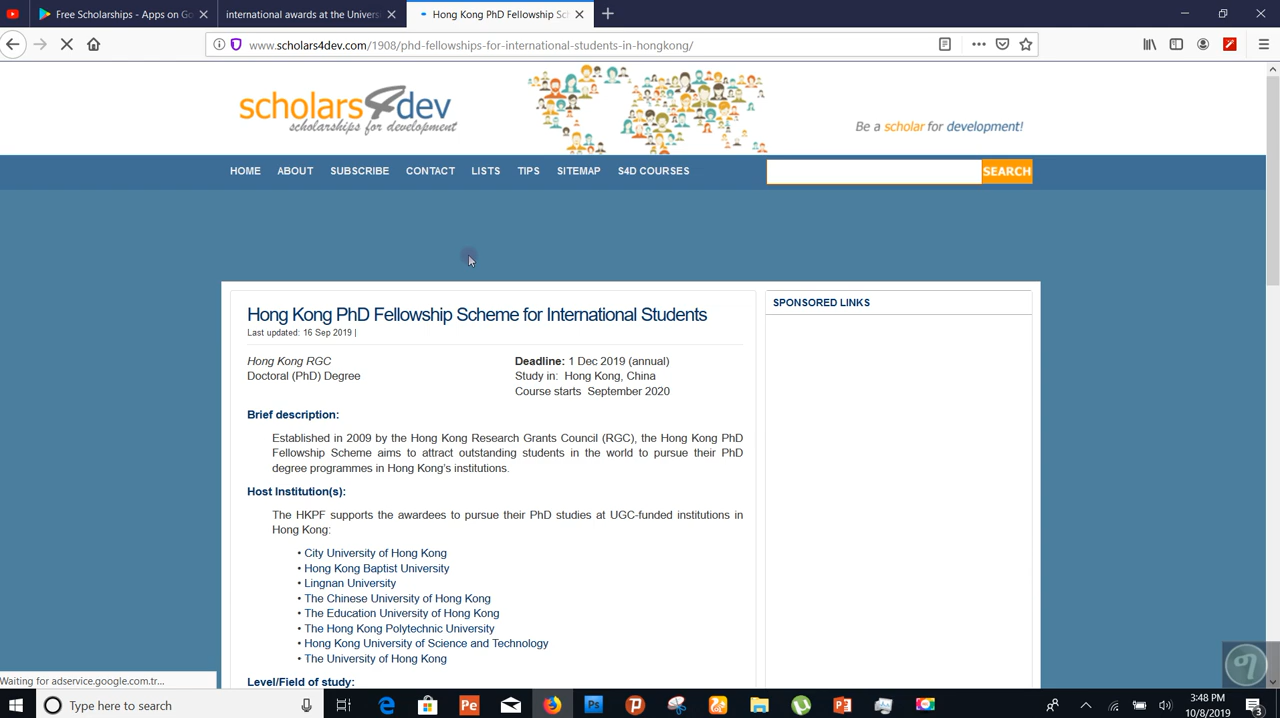 Free Scholarships - Apps on Go
international awards at the Univers
Hong Kong PhD Fellowship Sc
www.scholars4dev.com/1908/phd-fellowships-for-international-students-in-hongkong/
scholars4dev
scholarships for development
Be a scholar for development!
HOME ABOUT SUBSCRIBE CONTACT LISTS TIPS SITEMAP S4D COURSES
SEARCH
Hong Kong PhD Fellowship Scheme for International Students
Last updated: 16 Sep 2019 |
Hong Kong RGC
Doctoral (PhD) Degree
Deadline: 1 Dec 2019 (annual)
Study in: Hong Kong, China
Course starts September 2020
Brief description:
Established in 2009 by the Hong Kong Research Grants Council (RGC), the Hong Kong PhD
Fellowship Scheme aims to attract outstanding students in the world to pursue their PhD
degree programmes in Hong Kong's institutions.
Host Institution(s):
The HKPF supports the awardees to pursue their PhD studies at UGC-funded institutions in
Hong Kong:
• City University of Hong Kong
• Hong Kong Baptist University
• Lingnan University
• The Chinese University of Hong Kong
• The Education University of Hong Kong
• The Hong Kong Polytechnic University
• Hong Kong University of Science and Technology
• The University of Hong Kong
Level/Field of study:
SPONSORED LINKS
Waiting for adservice.google.com.tr...
Type here to search
Pe
Ps
3:48 PM
10/8/2019
3